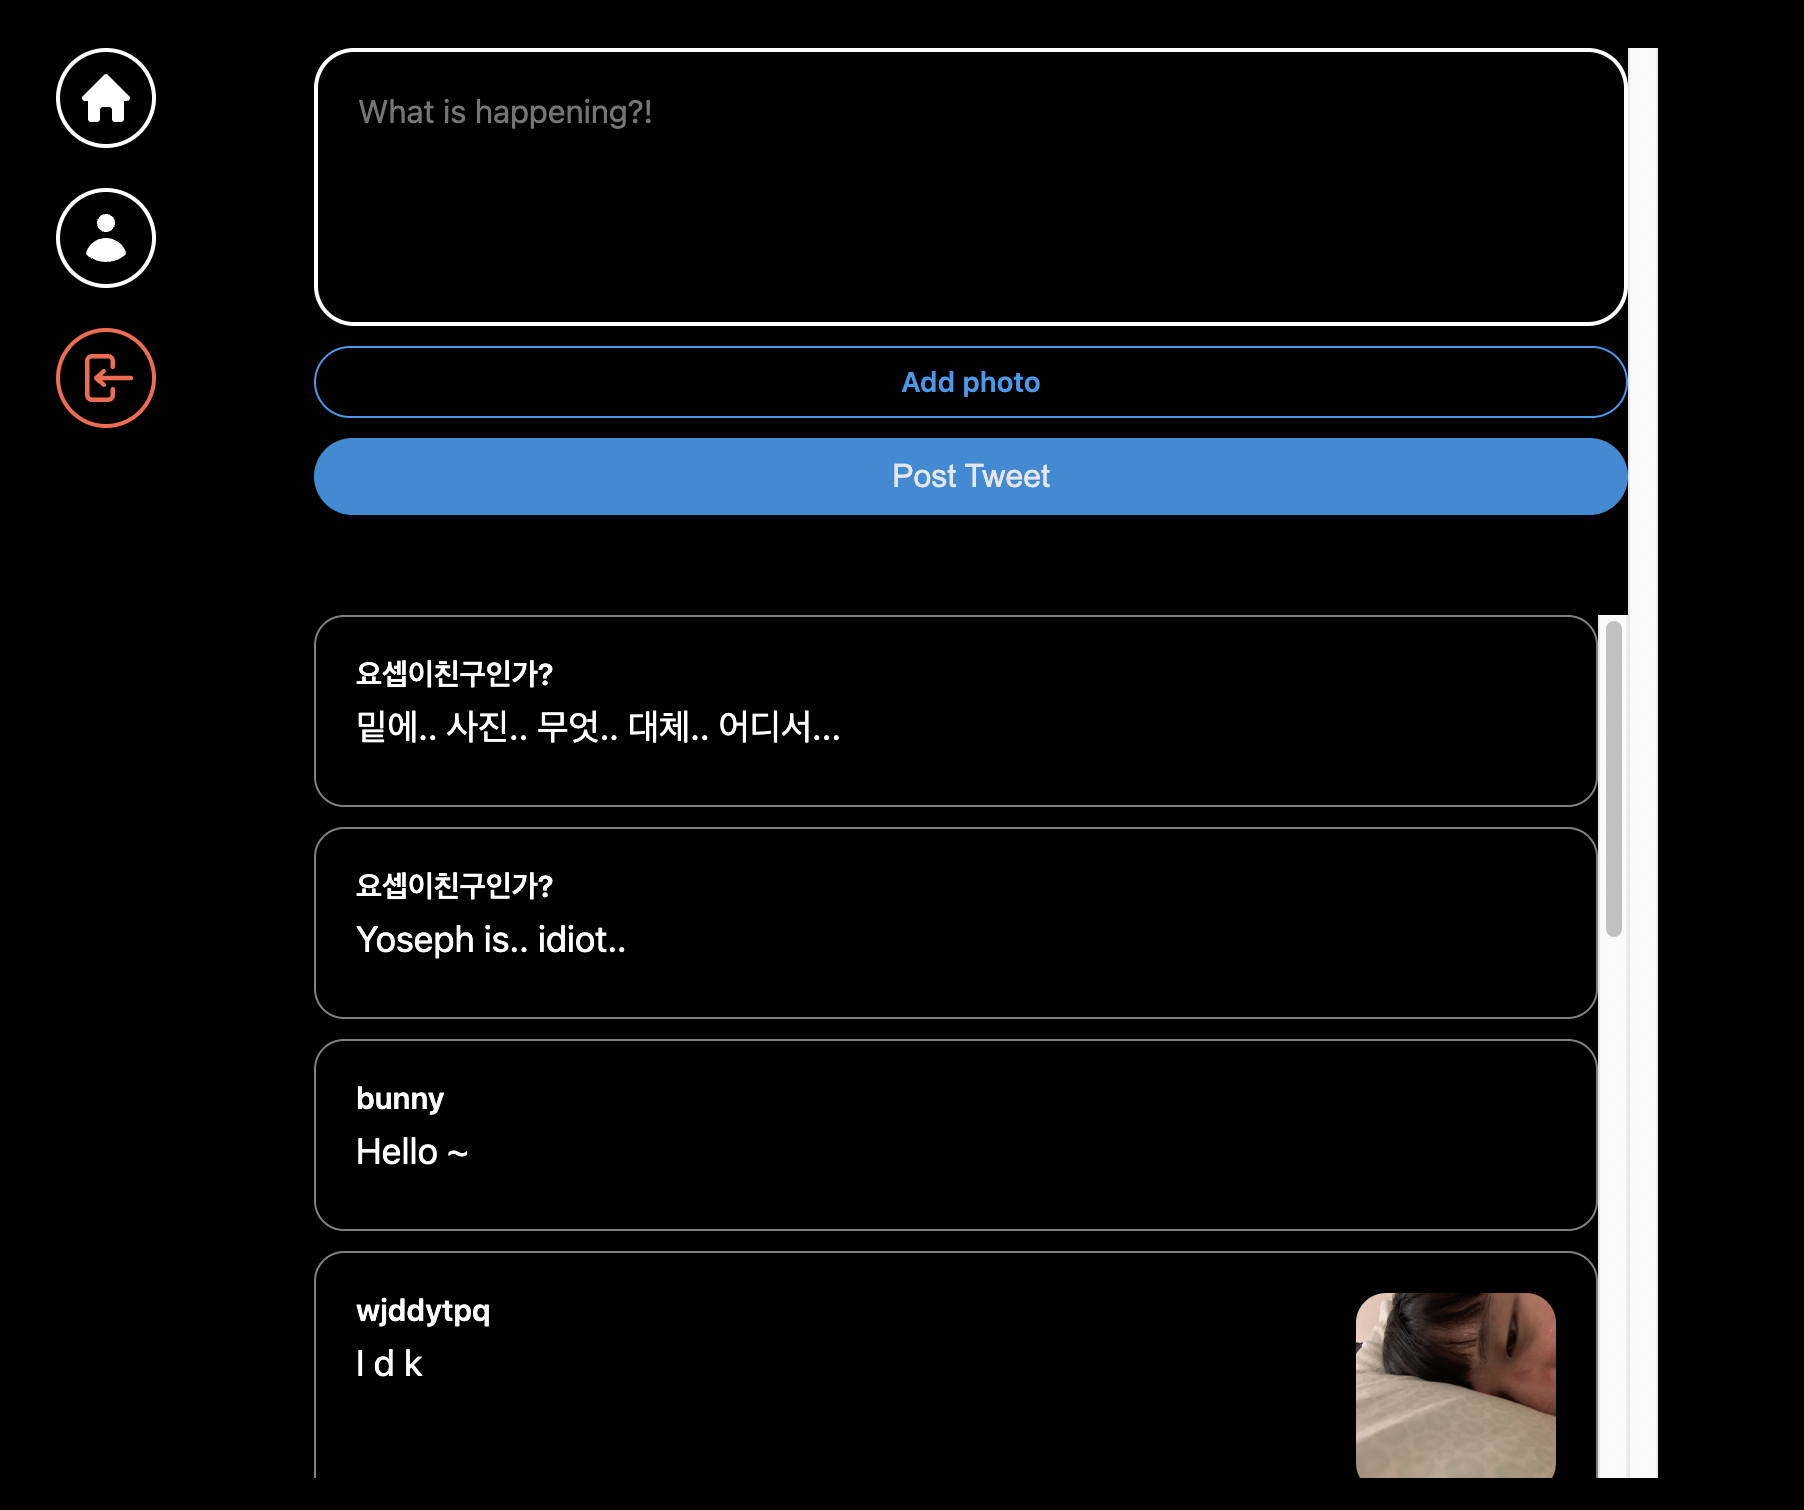 What is happening?!
Add photo
Post Tweet
요셉이친구인가?
밑에.. 사진.. 무엇.. 대체.. 어디서...
요셉이친구인가?
Yoseph is.. idiot..
bunny
Hello ~
wjddytpq
I d k